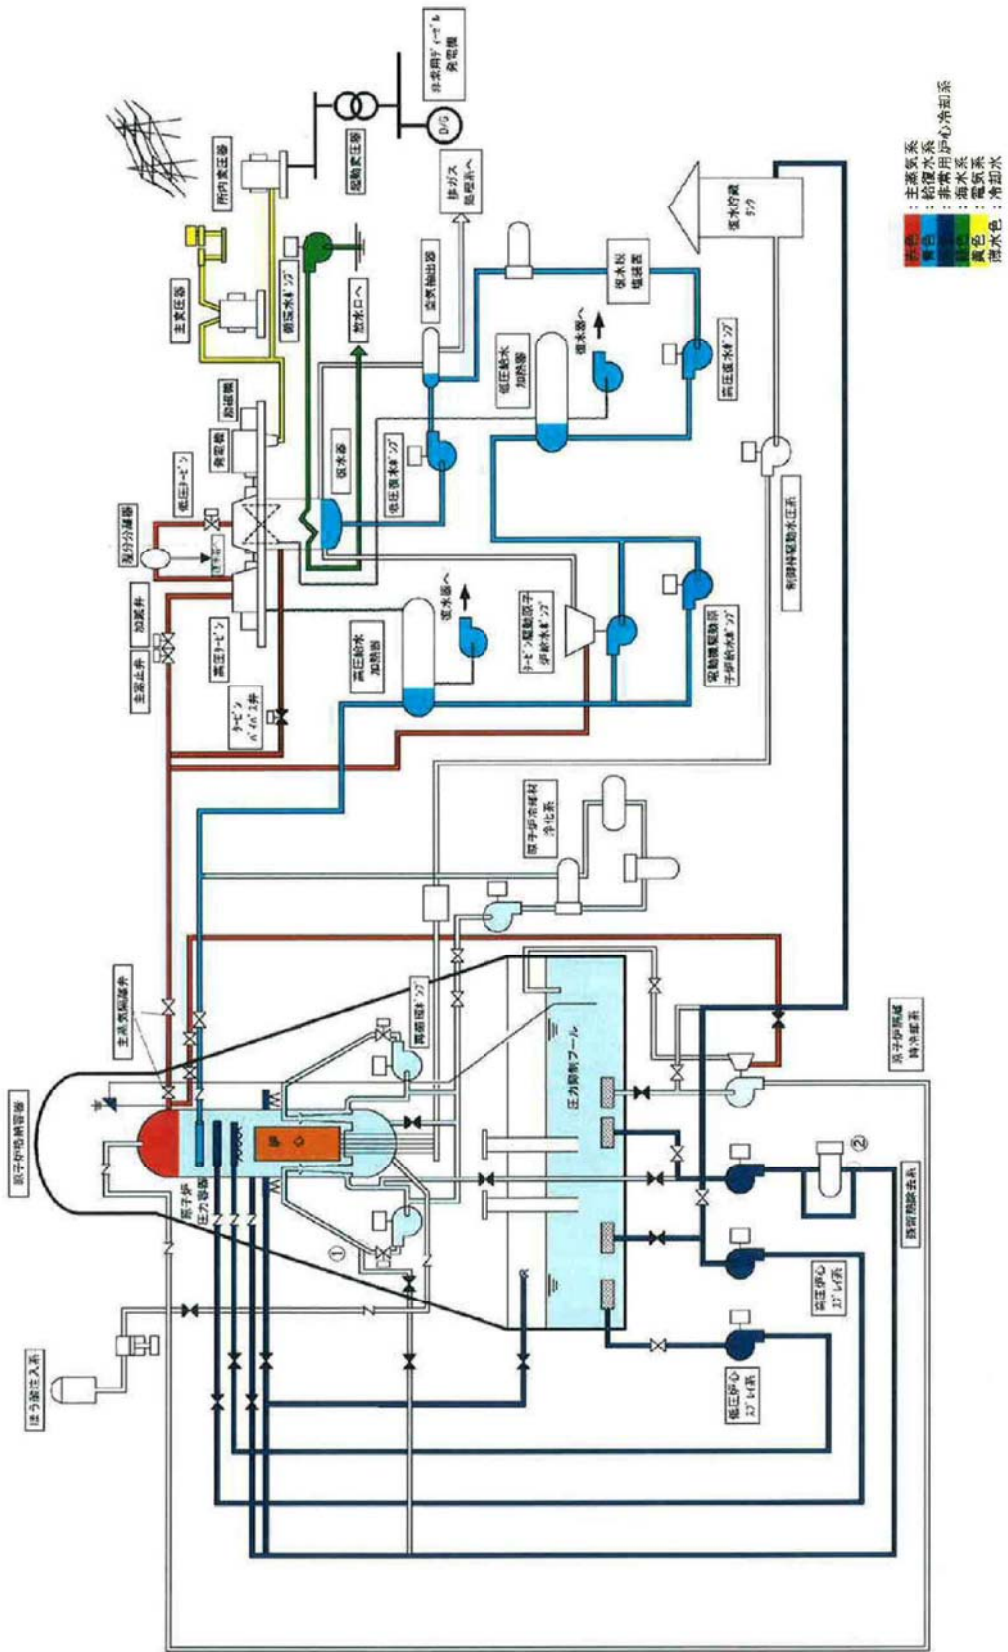 ほう酸注入系
原子炉格納容器
主蒸気隔離弁
原子炉
圧力容器
炉心
①
再循環ポンプ
圧力抑制プール
低圧炉心
スプレイ系
高圧炉心
スプレイ系
残留熱除去系
②
原子炉隔離
時冷却系
原子炉冷却材
浄化系
主塞止弁
加減弁
湿分分離器
低圧タービン
高圧タービン
タービン
バイパス弁
発電機
励磁機
主変圧器
所内変圧器
起動変圧器
非常用ディーゼル
発電機
D/G
循環水ポンプ
放水口へ
復水器
空気抽出器
排ガス
処理系へ
低圧復水ポンプ
復水脱
塩装置
高圧給水
加熱器
復水器へ
低圧給水
加熱器
復水器へ
高圧復水ポンプ
タービン駆動原子
炉給水ポンプ
電動機駆動原
子炉給水ポンプ
制御棒駆動水圧系
復水貯蔵
タンク
赤色：主蒸気系
青色：給復水系
：非常用炉心冷却系
緑色：海水系
黄色：電気系
薄水色：冷却水